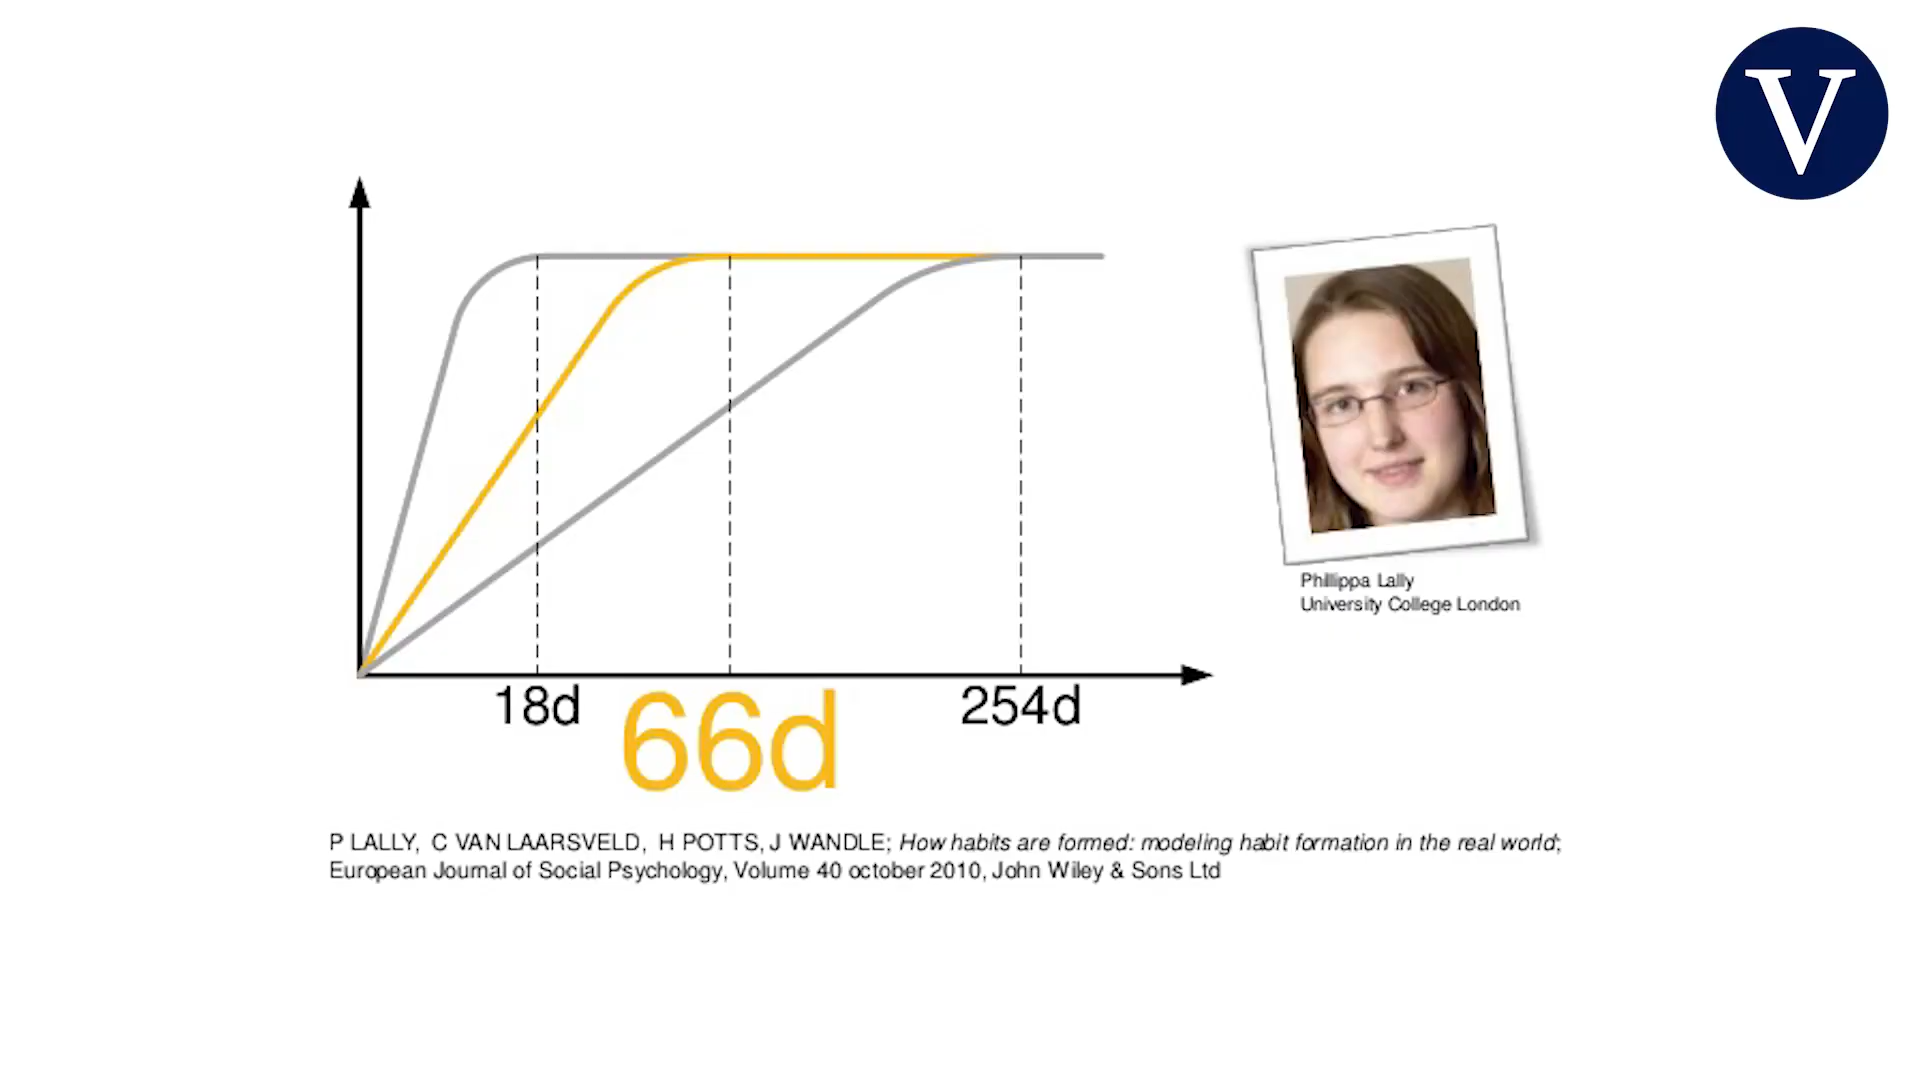 V
Phillippa Lally
University College London
18d
66d
254d
P LALLY, C VAN LAARSVELD, H POTTS, J WANDLE; How habits are formed: modeling habit formation in the real world;
European Journal of Social Psychology, Volume 40 october 2010, John Wiley & Sons Ltd